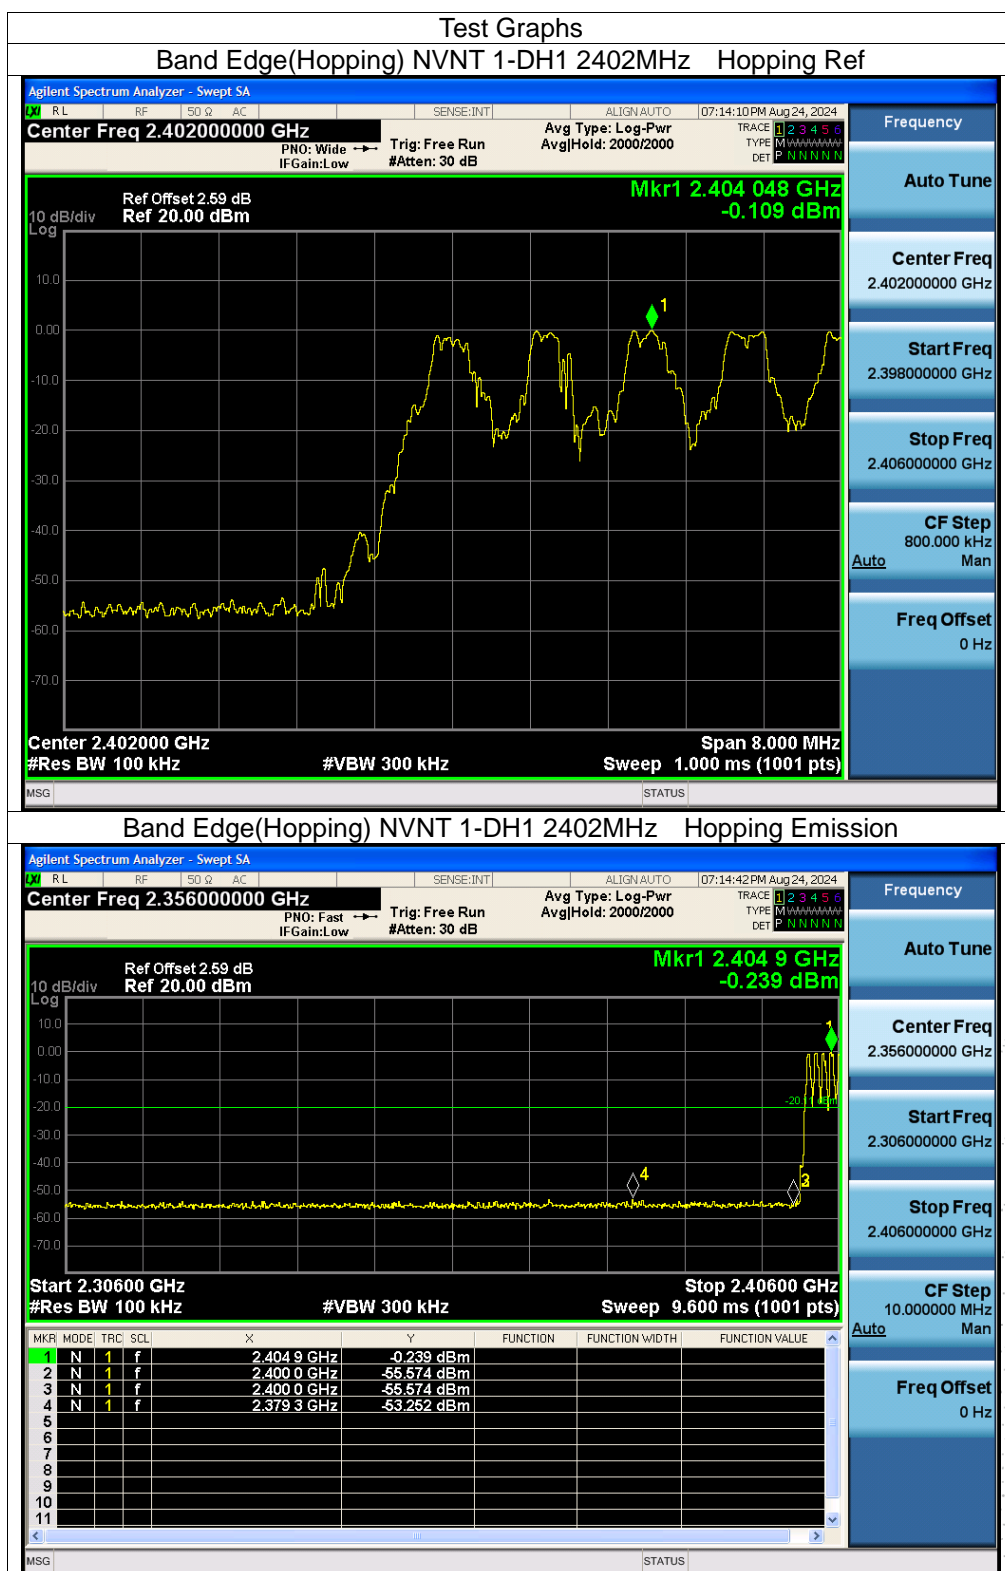 Test Graphs
Band Edge(Hopping) NVNT 1-DH1 2402MHz Hopping Ref
Agilent Spectrum Analyzer - Swept SA
LXI RL RF 50 Ω AC SENSE:INT ALIGN AUTO 07:14:10 PM Aug 24, 2024
Center Freq 2.402000000 GHz
PNO: Wide
IFGain:Low
Trig: Free Run
#Atten: 30 dB
Avg Type: Log-Pwr
Avg|Hold: 2000/2000
TRACE 1 2 3 4 5 6
TYPE M
DET P N N N N N
Frequency
Auto Tune
Center Freq
2.402000000 GHz
Start Freq
2.398000000 GHz
Stop Freq
2.406000000 GHz
CF Step
800.000 kHz
Auto Man
Freq Offset
0 Hz
Mkr1 2.404 048 GHz
-0.109 dBm
Ref Offset 2.59 dB
10 dB/div Ref 20.00 dBm
Log
1
10.0
0.00
-10.0
-20.0
-30.0
-40.0
-50.0
-60.0
-70.0
Center 2.402000 GHz Span 8.000 MHz
#Res BW 100 kHz #VBW 300 kHz Sweep 1.000 ms (1001 pts)
MSG STATUS
Band Edge(Hopping) NVNT 1-DH1 2402MHz Hopping Emission
Agilent Spectrum Analyzer - Swept SA
LXI RL RF 50 Ω AC SENSE:INT ALIGN AUTO 07:14:42 PM Aug 24, 2024
Center Freq 2.356000000 GHz
PNO: Fast
IFGain:Low
Trig: Free Run
#Atten: 30 dB
Avg Type: Log-Pwr
Avg|Hold: 2000/2000
TRACE 1 2 3 4 5 6
TYPE M
DET P N N N N N
Frequency
Auto Tune
Center Freq
2.356000000 GHz
Start Freq
2.306000000 GHz
Stop Freq
2.406000000 GHz
CF Step
10.000000 MHz
Auto Man
Freq Offset
0 Hz
Mkr1 2.404 9 GHz
-0.239 dBm
Ref Offset 2.59 dB
10 dB/div Ref 20.00 dBm
Log
10.0
0.00
-10.0
-20.0
-30.0
-40.0
-50.0
-60.0
-70.0
1
4
3
Start 2.30600 GHz Stop 2.40600 GHz
#Res BW 100 kHz #VBW 300 kHz Sweep 9.600 ms (1001 pts)
MKR MODE TRC SCL X Y FUNCTION FUNCTION WIDTH FUNCTION VALUE
1 N 1 f 2.404 9 GHz -0.239 dBm
2 N 1 f 2.400 0 GHz -55.574 dBm
3 N 1 f 2.400 0 GHz -55.574 dBm
4 N 1 f 2.379 3 GHz -53.252 dBm
5
6
7
8
9
10
11
MSG STATUS